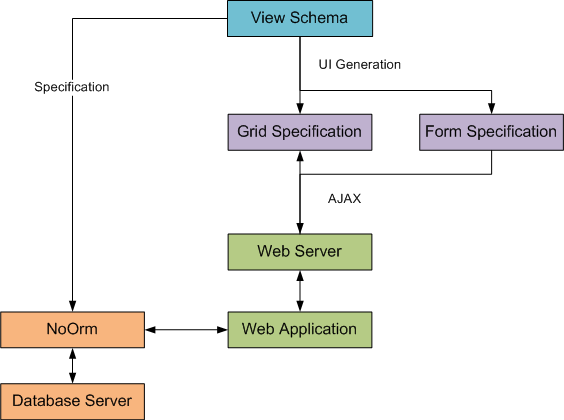 View Schema
UI Generation
Specification
Grid Specification
Form Specification
AJAX
Web Server
NoOrm
Web Application
Database Server